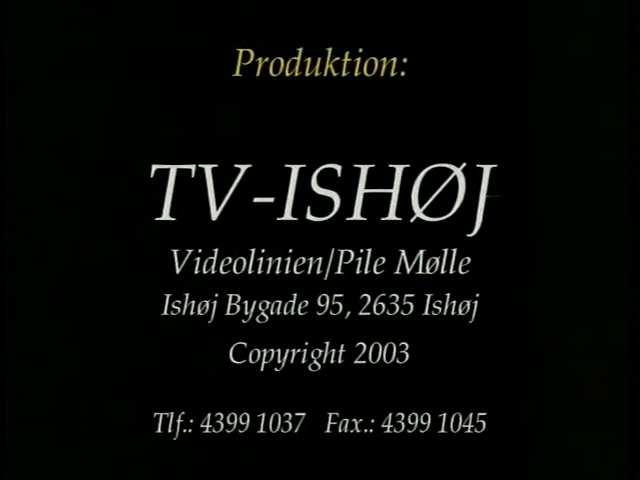 Produktion:
TV-ISHØJ
Videolinien/Pile Mølle
Ishøj Bygade 95, 2635 Ishøj
Copyright 2003
Tlf.: 4399 1037 Fax.: 4399 1045